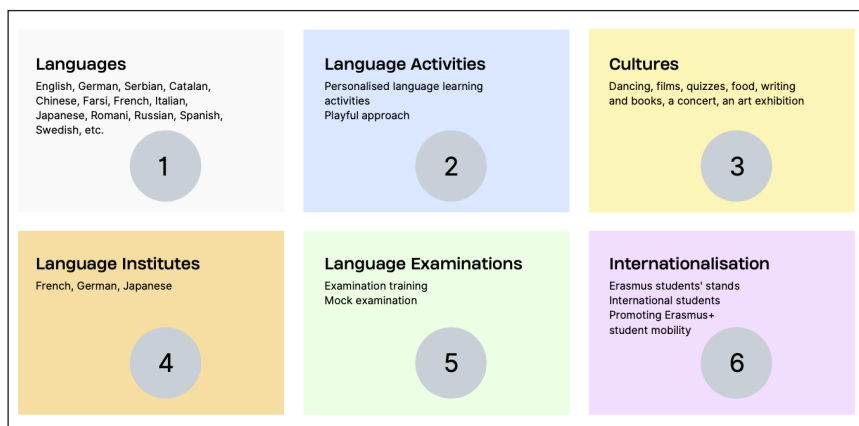 Languages
English, German, Serbian, Catalan,
Chinese, Farsi, French, Italian,
Japanese, Romani, Russian, Spanish,
Swedish, etc.
1
Language Activities
Personalised language learning
activities
Playful approach
2
Cultures
Dancing, films, quizzes, food, writing
and books, a concert, an art exhibition
3
Language Institutes
French, German, Japanese
4
Language Examinations
Examination training
Mock examination
5
Internationalisation
Erasmus students' stands
International students
Promoting Erasmus+
student mobility
6